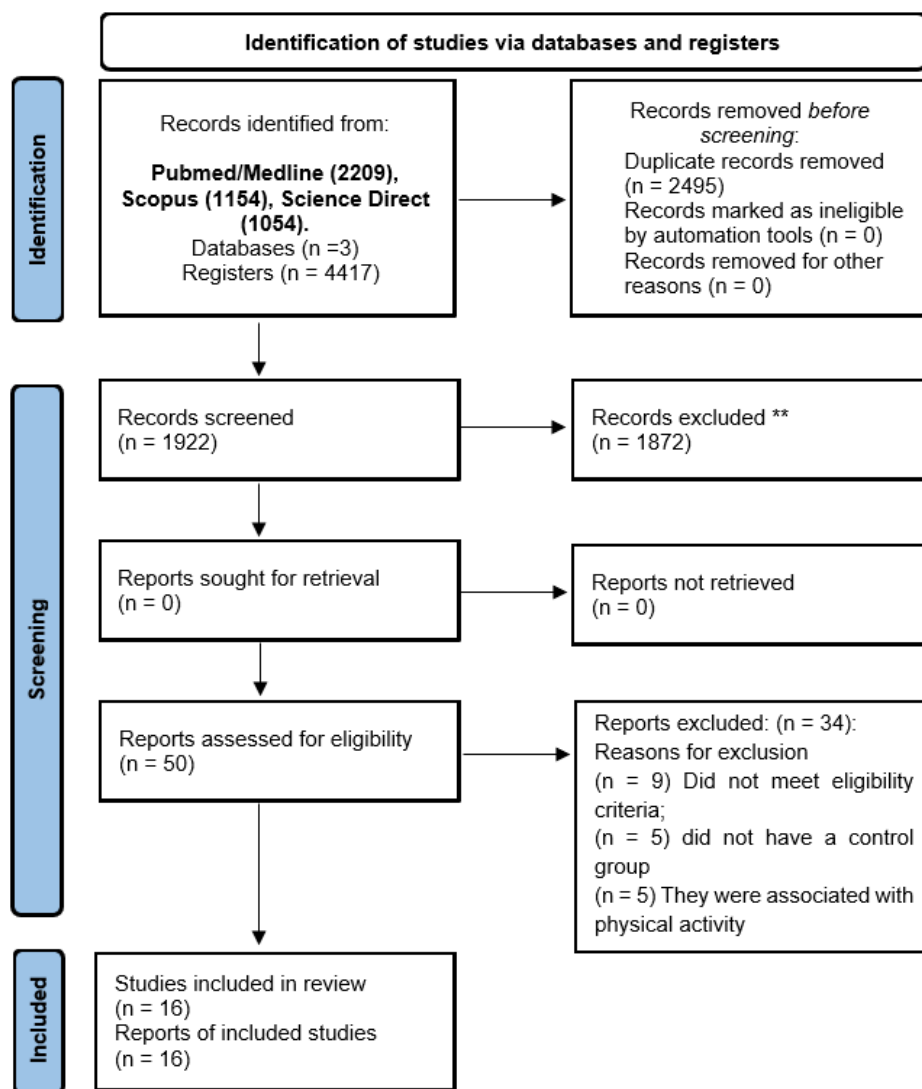 Identification of studies via databases and registers
Identification
Records identified from:
Pubmed/Medline (2209),
Scopus (1154), Science Direct
(1054).
Databases (n =3)
Registers (n = 4417)
Records removed before
screening:
Duplicate records removed
(n = 2495)
Records marked as ineligible
by automation tools (n = 0)
Records removed for other
reasons (n = 0)
Screening
Records screened
(n = 1922)
Records excluded **
(n = 1872)
Reports sought for retrieval
(n = 0)
Reports not retrieved
(n = 0)
Reports assessed for eligibility
(n = 50)
Reports excluded: (n = 34):
Reasons for exclusion
(n = 9) Did not meet eligibility
criteria;
(n = 5) did not have a control
group
(n = 5) They were associated with
physical activity
Included
Studies included in review
(n = 16)
Reports of included studies
(n = 16)